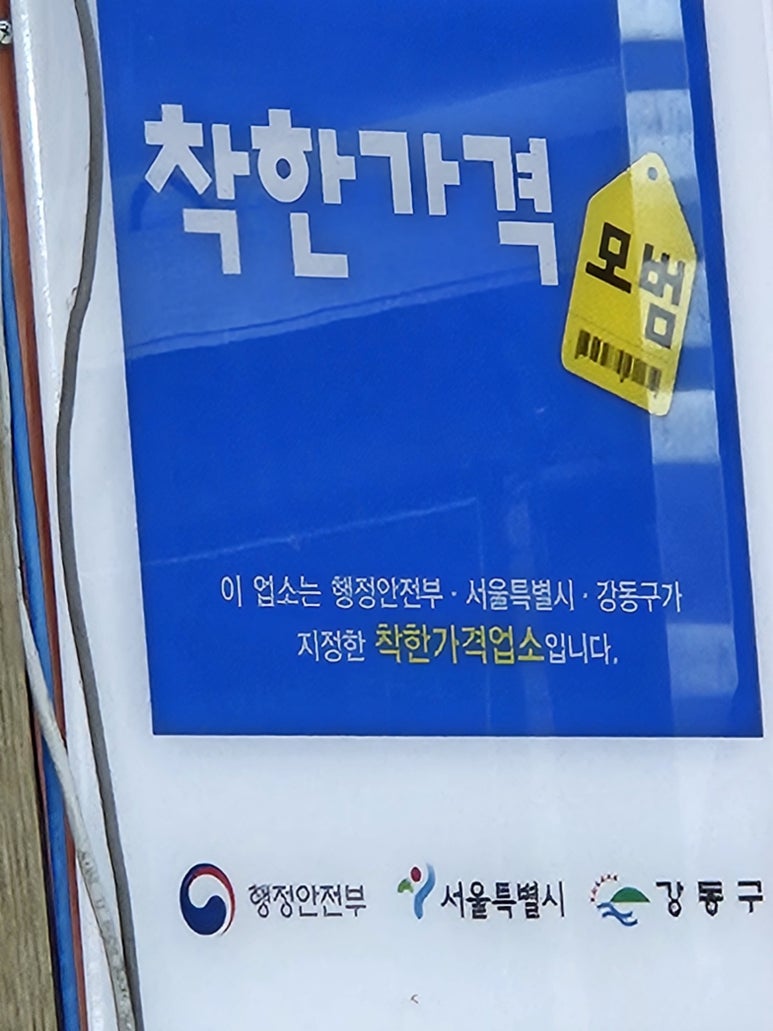 착한가격
모범
이 업소는 행정안전부 · 서울특별시 · 강동구가
지정한 착한가격업소입니다.
행정안전부 서울특별시 강동구